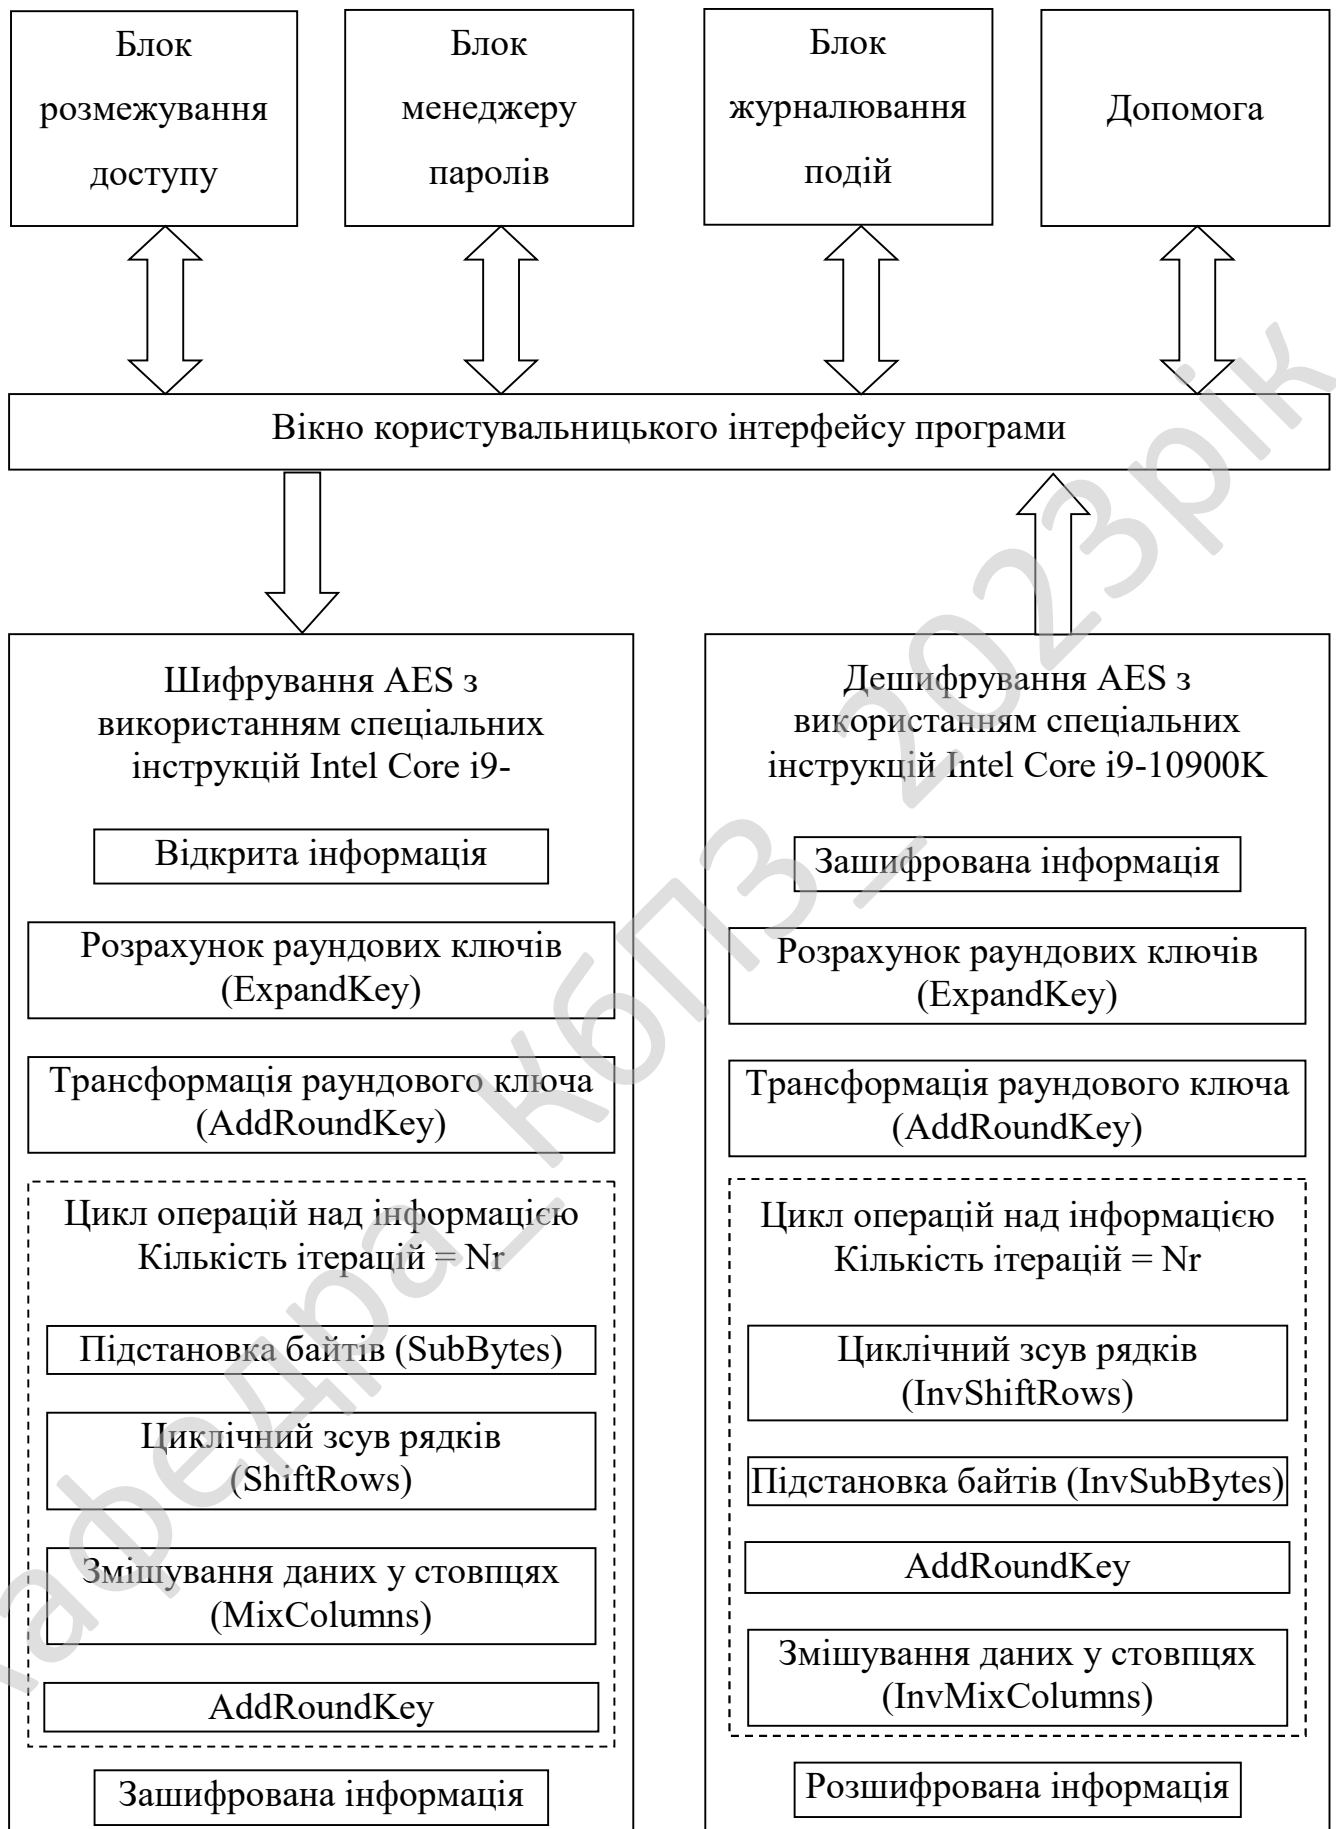 Блок
розмежування
доступу
Блок
менеджеру
паролів
Блок
журналювання
подій
Допомога
Вікно користувальницького інтерфейсу програми
Шифрування AES з
використанням спеціальних
інструкцій Intel Core i9-
Відкрита інформація
Розрахунок раундових ключів
(ExpandKey)
Трансформація раундового ключа
(AddRoundKey)
Цикл операцій над інформацією
Кількість ітерацій = Nr
Підстановка байтів (SubBytes)
Циклічний зсув рядків
(ShiftRows)
Змішування даних у стовпцях
(MixColumns)
AddRoundKey
Зашифрована інформація
Дешифрування AES з
використанням спеціальних
інструкцій Intel Core i9-10900K
Зашифрована інформація
Розрахунок раундових ключів
(ExpandKey)
Трансформація раундового ключа
(AddRoundKey)
Цикл операцій над інформацією
Кількість ітерацій = Nr
Циклічний зсув рядків
(InvShiftRows)
Підстановка байтів (InvSubBytes)
AddRoundKey
Змішування даних у стовпцях
(InvMixColumns)
Розшифрована інформація
кафедра_КбПЗ_2023рік